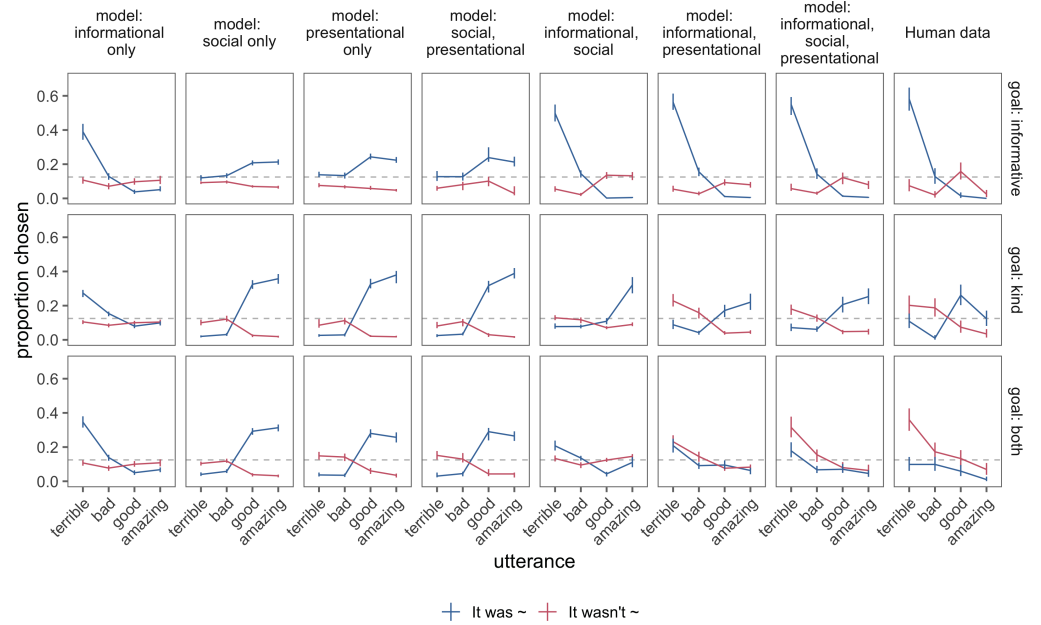 model:
informational
only
model:
social only
model:
presentational
only
model:
social,
presentational
model:
informational,
social
model:
informational,
presentational
model:
informational,
social,
presentational
Human data
proportion chosen
0.6
0.4
0.2
0.0
goal: informative
0.6
0.4
0.2
0.0
goal: kind
0.6
0.4
0.2
0.0
goal: both
terrible
bad
good
amazing
terrible
bad
good
amazing
terrible
bad
good
amazing
terrible
bad
good
amazing
terrible
bad
good
amazing
terrible
bad
good
amazing
terrible
bad
good
amazing
terrible
bad
good
amazing
utterance
It was ~ It wasn't ~